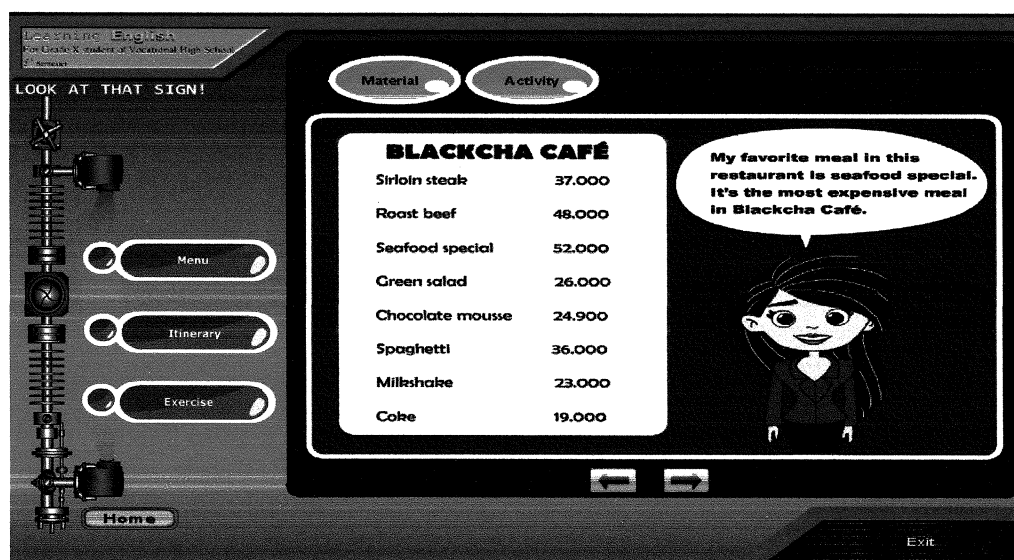 Learning English
For Grade X student of Vocational High School
LOOK AT THAT SIGN!
Menu
Itinerary
Exercise
Home
Material
Activity
BLACKCHA CAFÉ
Sirloin steak 37.000
Roast beef 48.000
Seafood special 52.000
Green salad 26.000
Chocolate mousse 24.900
Spaghetti 36.000
Milkshake 23.000
Coke 19.000
My favorite meal in this
restaurant is seafood special.
It's the most expensive meal
in Blackcha Café.
Exit